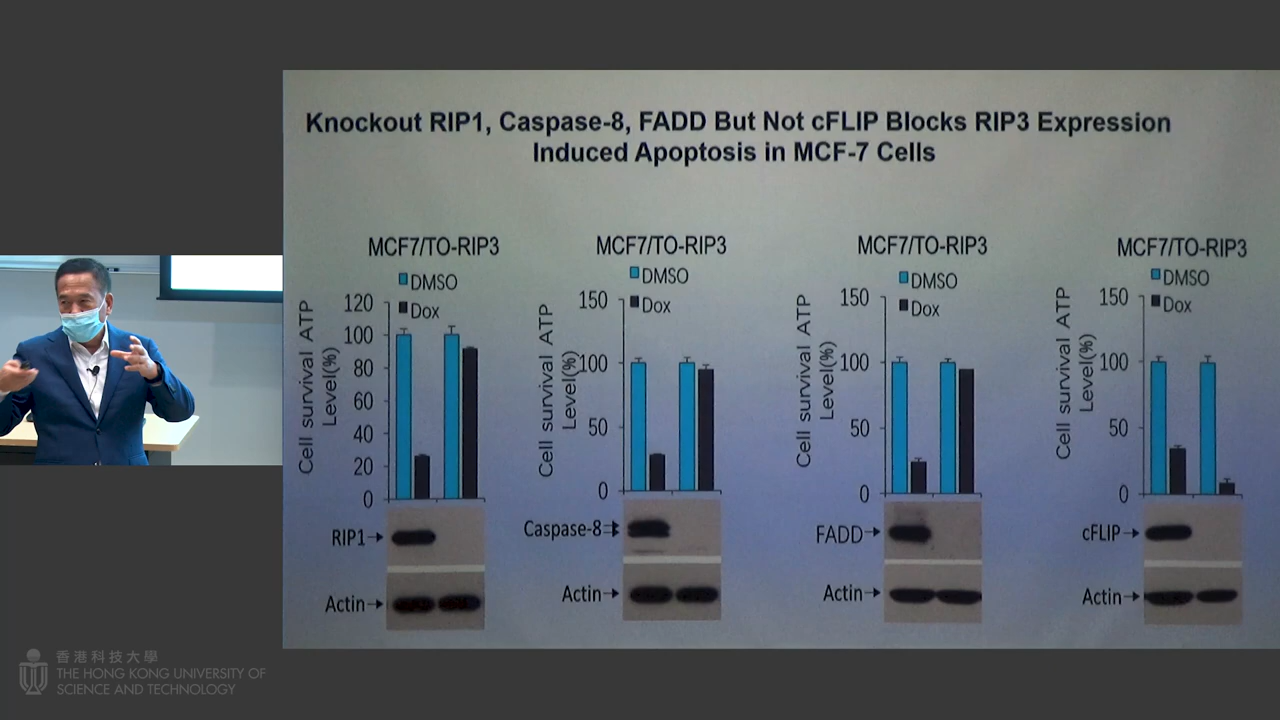 Knockout RIP1, Caspase-8, FADD But Not cFLIP Blocks RIP3 Expression
Induced Apoptosis in MCF-7 Cells
MCF7/TO-RIP3
DMSO
Dox
Cell survival ATP
Level(%)
120
100
80
60
40
20
0
RIP1
Actin
MCF7/TO-RIP3
DMSO
Dox
Cell survival ATP
Level(%)
150
100
50
0
Caspase-8
Actin
MCF7/TO-RIP3
DMSO
Dox
Cell survival ATP
Level(%)
150
100
50
0
FADD
Actin
MCF7/TO-RIP3
DMSO
Dox
Cell survival ATP
Level(%)
150
100
50
0
cFLIP
Actin
香港科技大學
THE HONG KONG UNIVERSITY OF
SCIENCE AND TECHNOLOGY